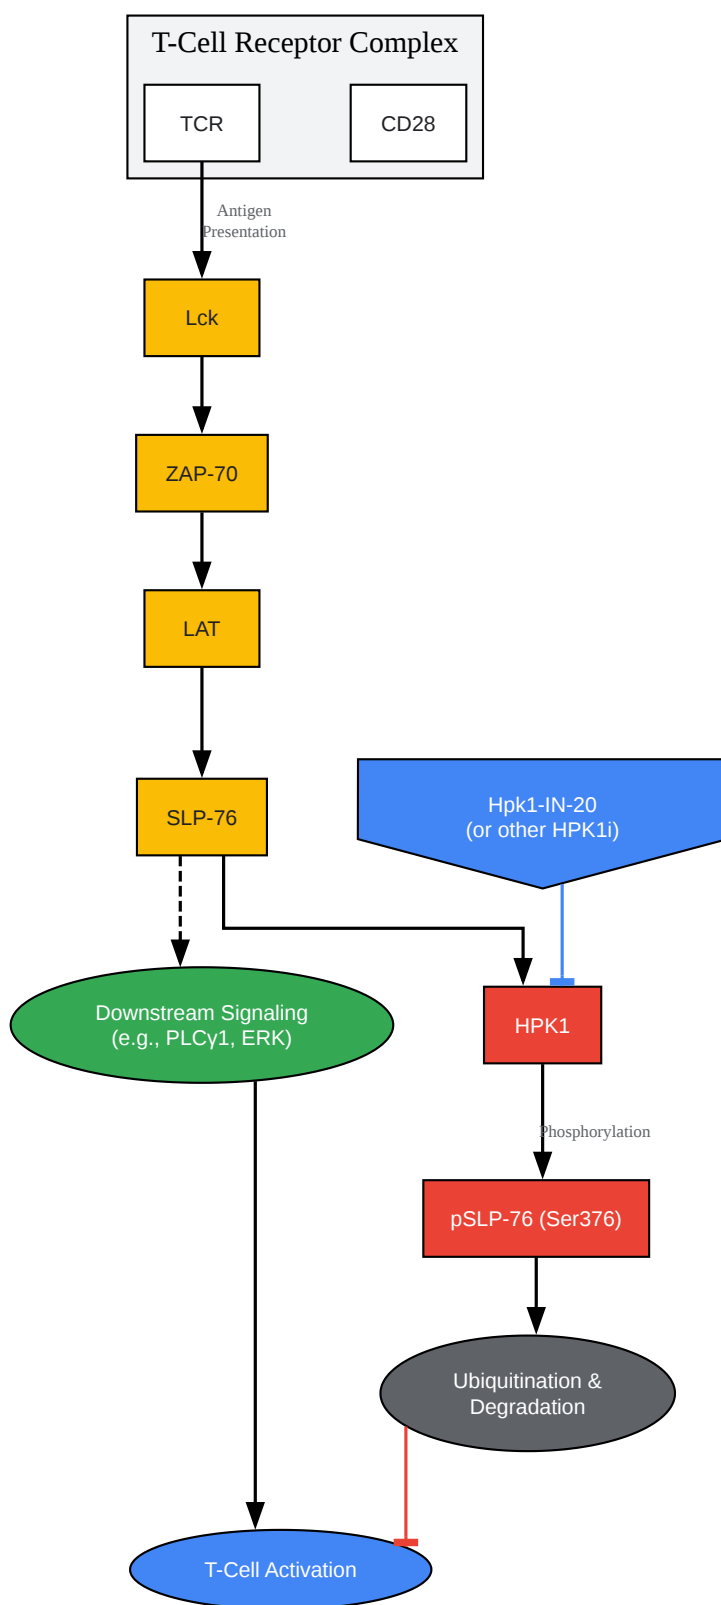 T-Cell Receptor Complex
TCR
CD28
Antigen
Presentation
Lck
ZAP-70
LAT
SLP-76
Hpk1-IN-20
(or other HPK1i)
Downstream Signaling
(e.g., PLCγ1, ERK)
HPK1
Phosphorylation
pSLP-76 (Ser376)
Ubiquitination &
Degradation
T-Cell Activation